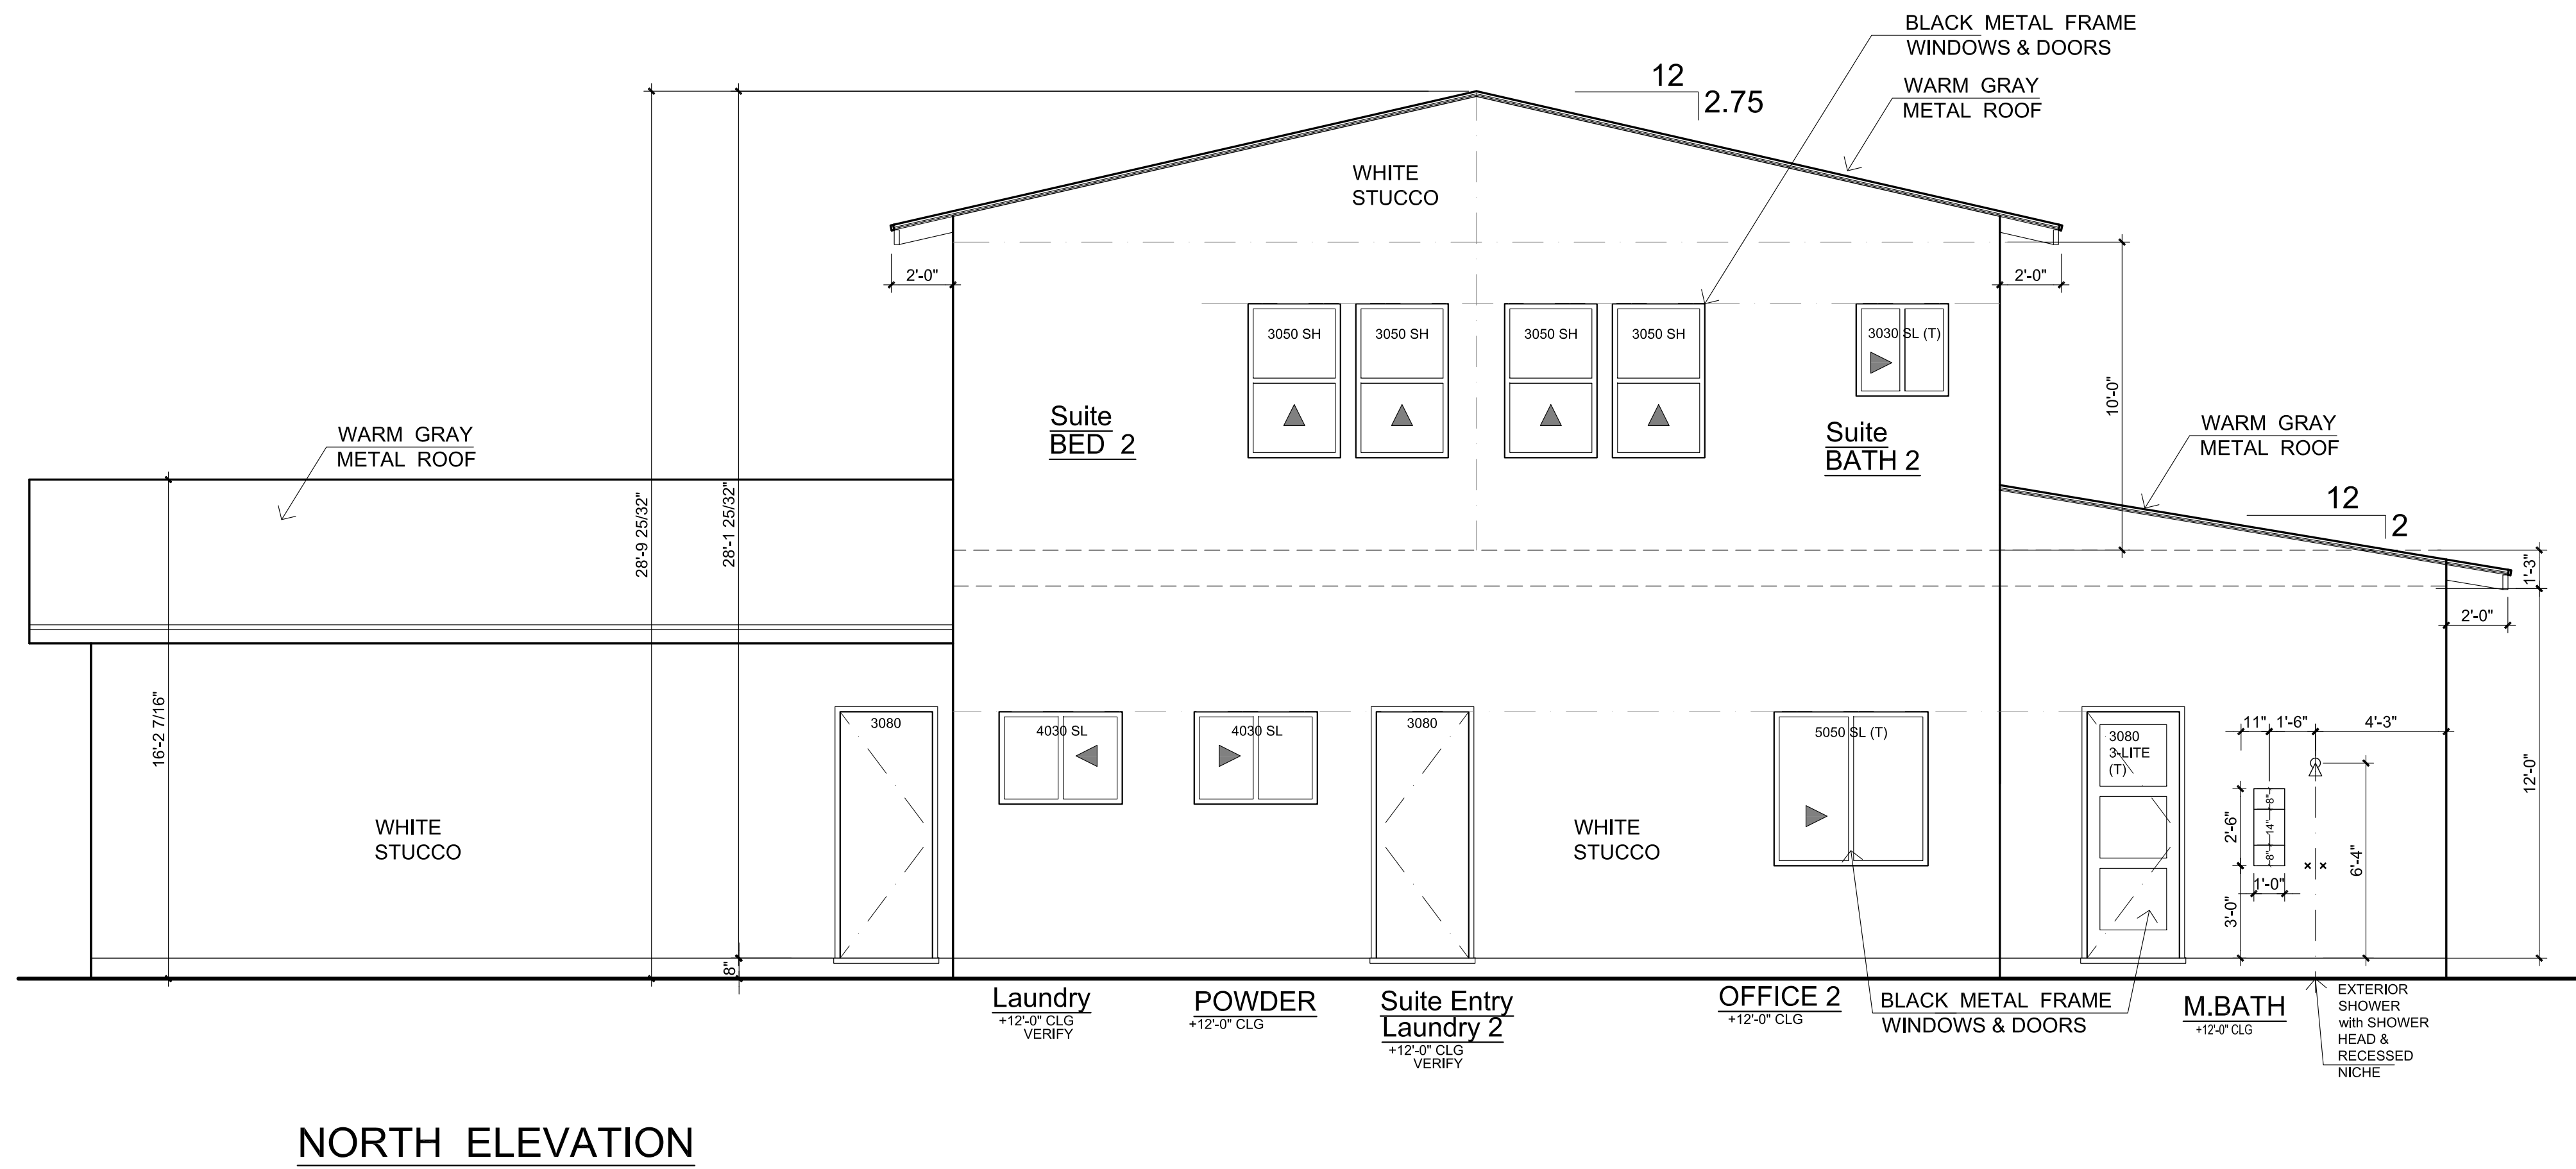 BLACK METAL FRAME
WINDOWS & DOORS
12
2.75
WARM GRAY
METAL ROOF
WHITE
STUCCO
2'-0"
2'-0"
3050 SH
3050 SH
3050 SH
3050 SH
3030 SL (T)
10'-0"
Suite
BED 2
Suite
BATH 2
WARM GRAY
METAL ROOF
WARM GRAY
METAL ROOF
12
2
28'-9 25/32"
28'-1 25/32"
1'-3"
2'-0"
16'-2 7/16"
3080
4030 SL
4030 SL
3080
5050 SL (T)
3080
3-LITE
(T)
11"
1'-6"
4'-3"
12'-0"
WHITE
STUCCO
WHITE
STUCCO
2'-6"
8"
14"
8"
6'-4"
1'-0"
3'-0"
8"
Laundry
+12'-0" CLG
VERIFY
POWDER
+12'-0" CLG
Suite Entry
Laundry 2
+12'-0" CLG
VERIFY
OFFICE 2
+12'-0" CLG
BLACK METAL FRAME
WINDOWS & DOORS
M.BATH
+12'-0" CLG
EXTERIOR
SHOWER
with SHOWER
HEAD &
RECESSED
NICHE
NORTH ELEVATION